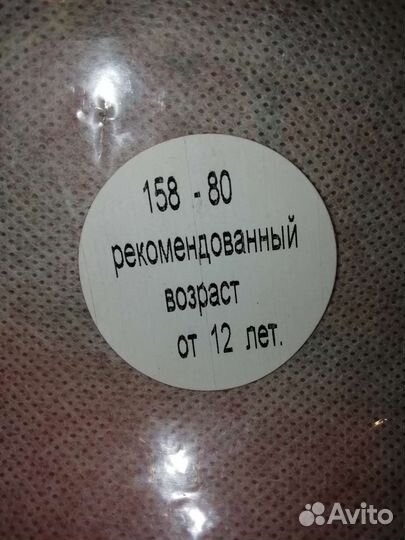 158 - 80
рекомендованный
возраст
от 12 лет.
Avito